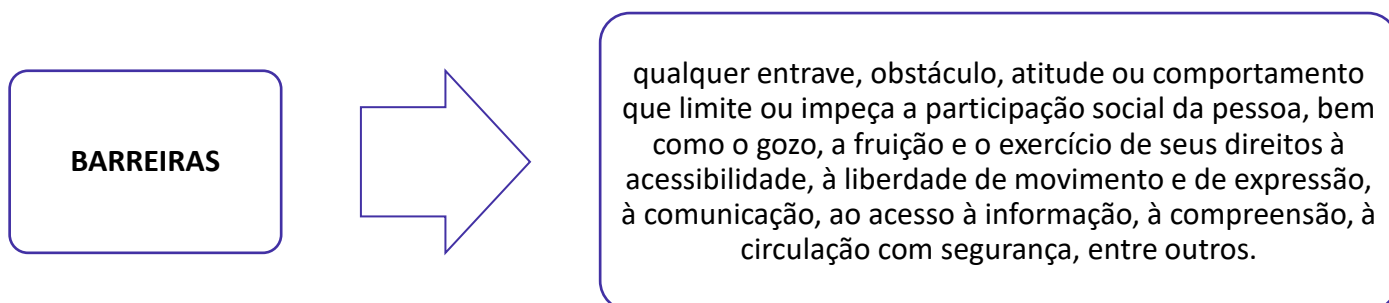 BARREIRAS
qualquer entrave, obstáculo, atitude ou comportamento
que limite ou impeça a participação social da pessoa, bem
como o gozo, a fruição e o exercício de seus direitos à
acessibilidade, à liberdade de movimento e de expressão,
à comunicação, ao acesso à informação, à compreensão, à
circulação com segurança, entre outros.